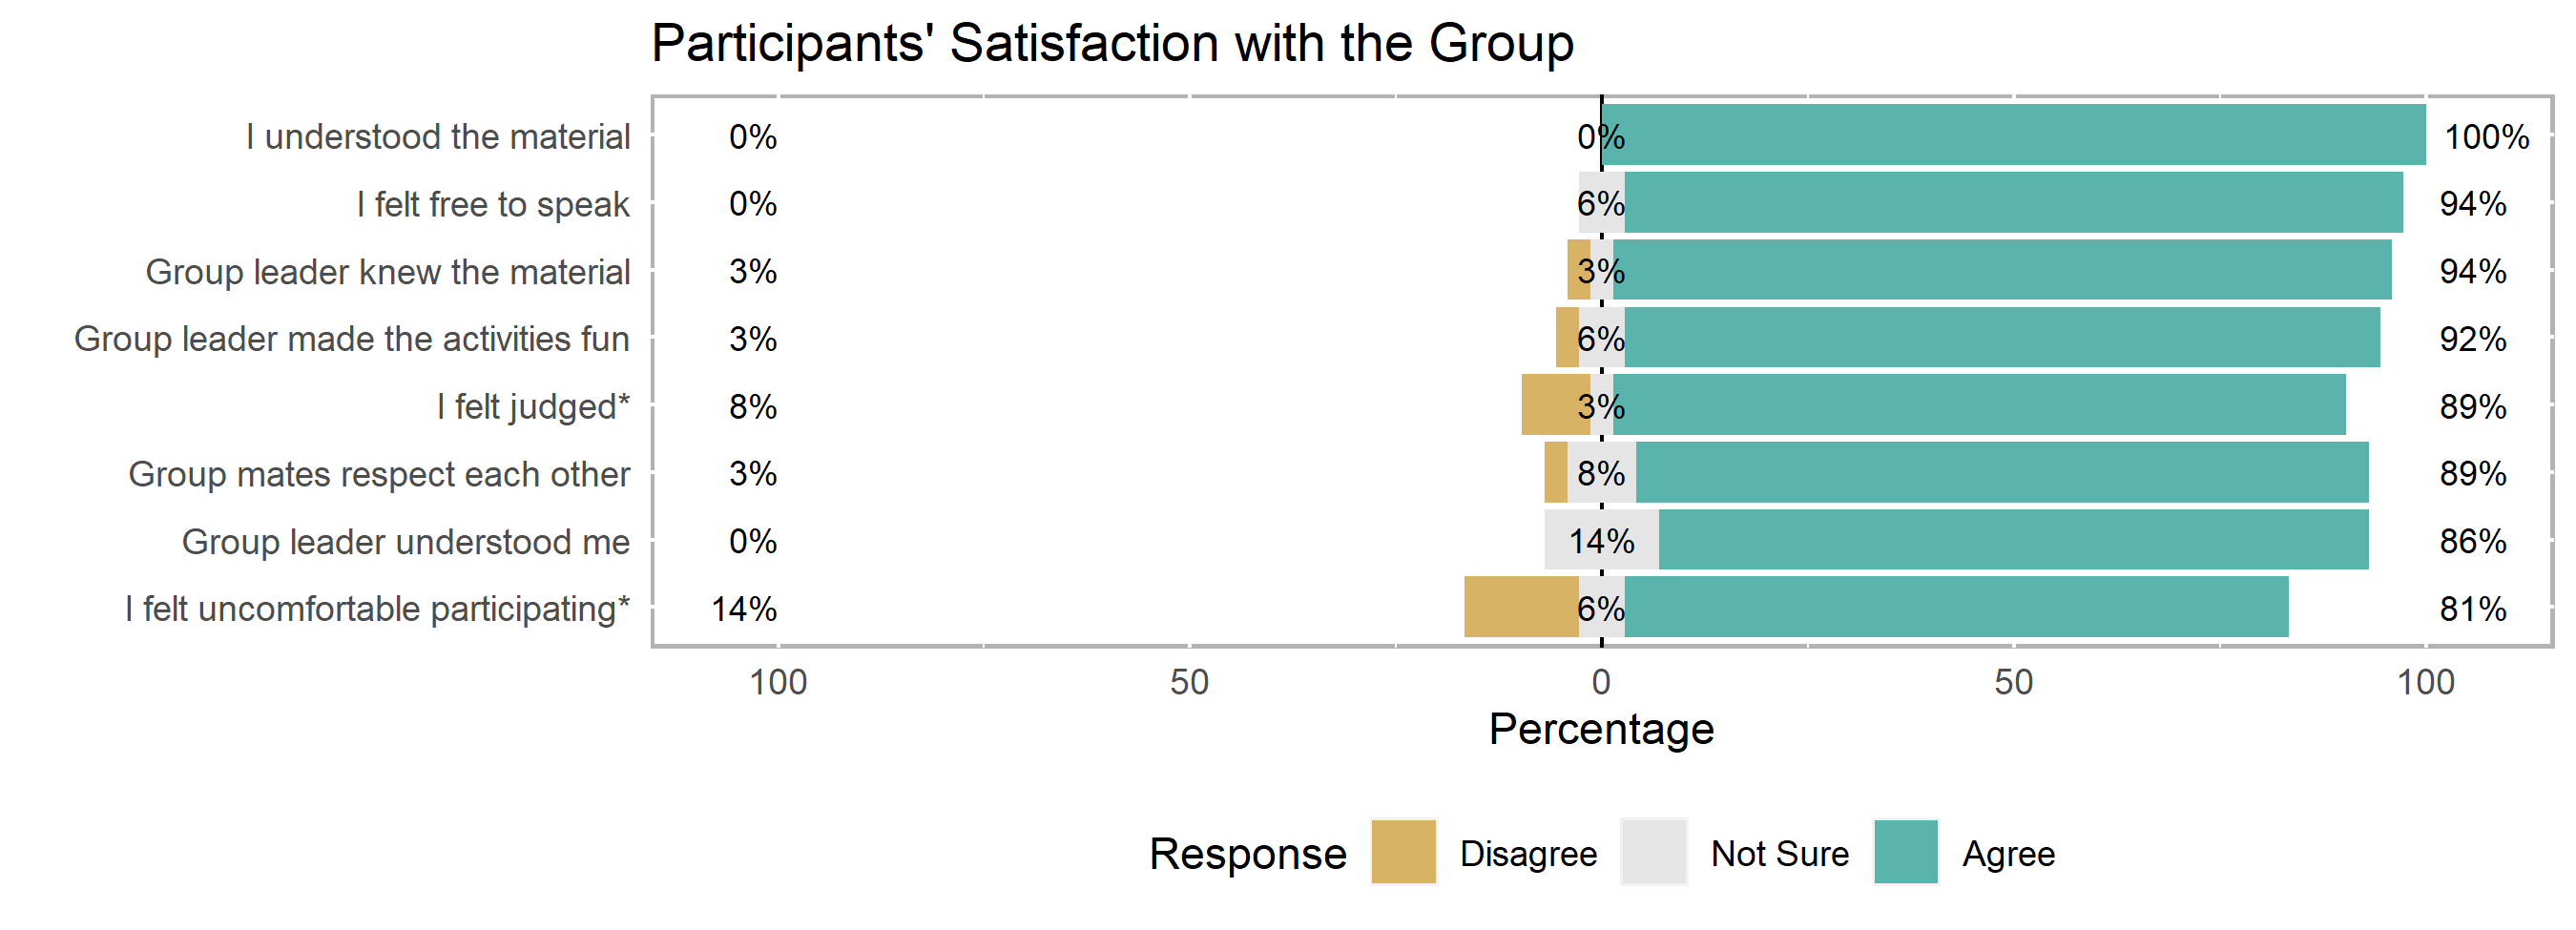 Participants' Satisfaction with the Group
I understood the material 0% 0% 100%
I felt free to speak 0% 6% 94%
Group leader knew the material 3% 3% 94%
Group leader made the activities fun 3% 6% 92%
I felt judged* 8% 3% 89%
Group mates respect each other 3% 8% 89%
Group leader understood me 0% 14% 86%
I felt uncomfortable participating* 14% 6% 81%
100 50 0 50 100
Percentage
Response Disagree Not Sure Agree